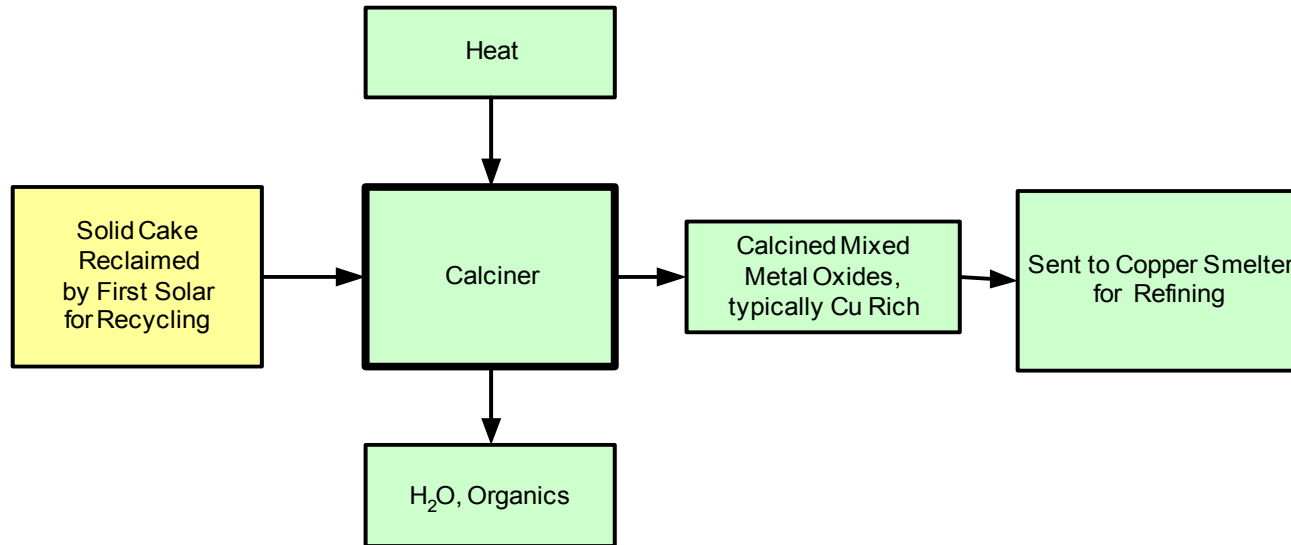 Heat
Solid Cake
Reclaimed
by First Solar
for Recycling
Calciner
Calcined Mixed
Metal Oxides,
typically Cu Rich
Sent to Copper Smelter
for Refining
H₂O, Organics